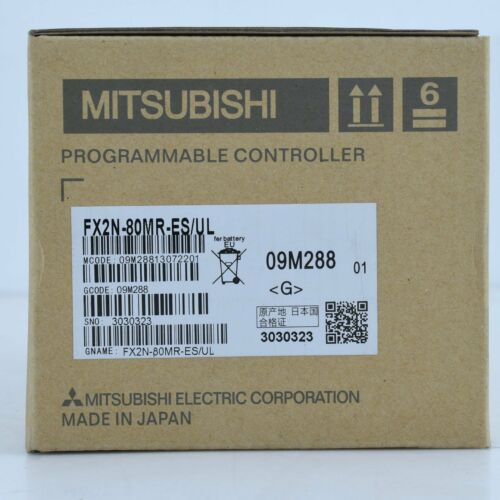 MITSUBISHI
6
PROGRAMMABLE CONTROLLER
FX2N-80MR-ES/UL
for battery
EU
MCODE: 09M28813072201
09M288 01
GCODE: 09M288
<G>
原产地 日本国
合格证
SNO: 3030323
3030323
GNAME: FX2N-80MR-ES/UL
MITSUBISHI ELECTRIC CORPORATION
MADE IN JAPAN